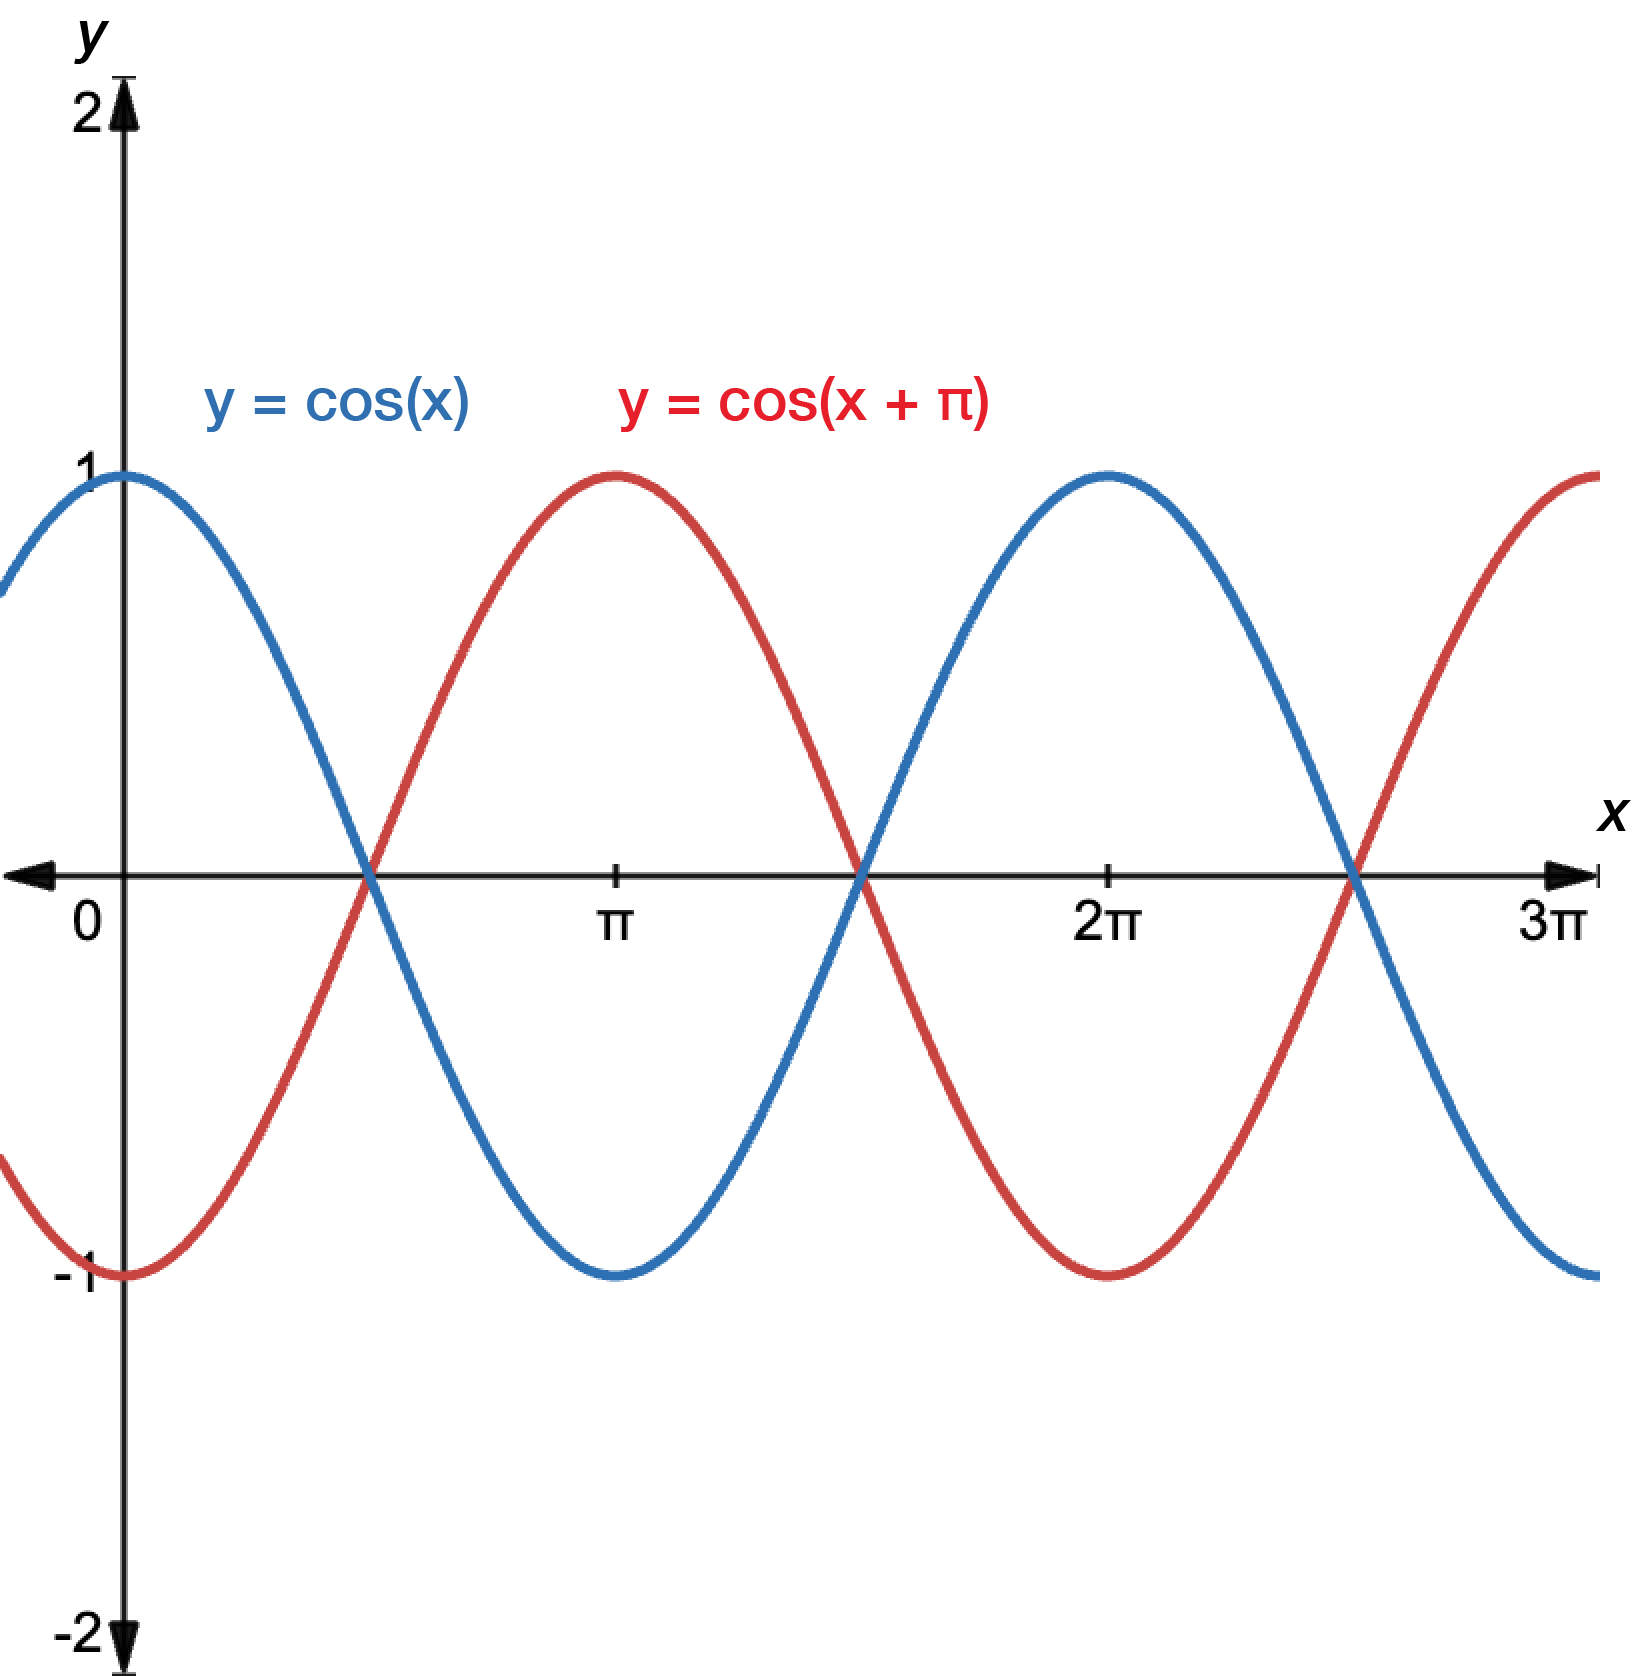 y
2
y = cos(x) y = cos(x + π)
1
x
0 π 2π 3π
-1
-2